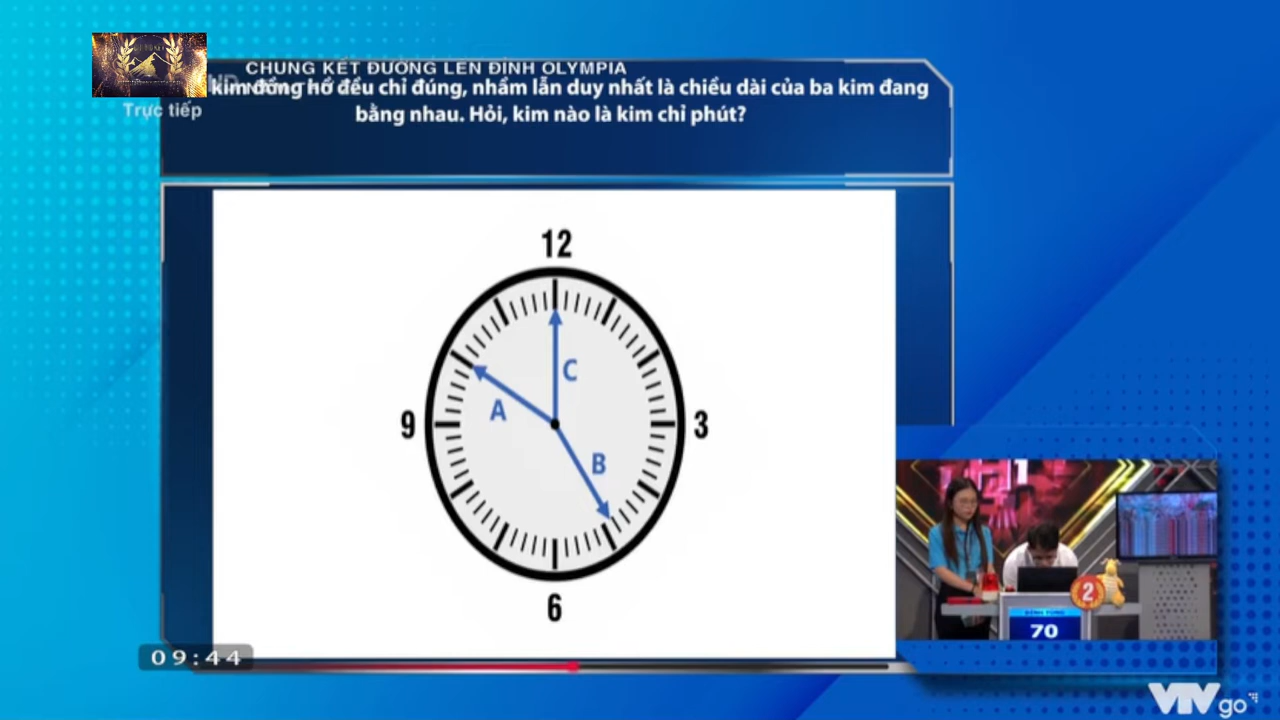 CHUNG KẾT ĐƯỜNG LÊN ĐỈNH OLYMPIA
kim đồng hồ đều chỉ đúng, nhầm lẫn duy nhất là chiều dài của ba kim đang
Trực tiếp
bằng nhau. Hỏi, kim nào là kim chỉ phút?
12
C
A
9
3
B
6
2
70
09:44
VTV go